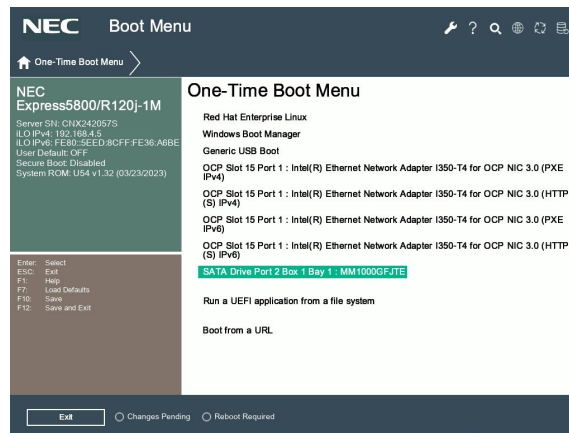 NEC Boot Menu
One-Time Boot Menu
NEC
Express5800/R120j-1M
Server SN: CNX242057S
iLO IPv4: 192.168.4.5
iLO IPv6: FE80::5EED:8CFF:FE36:A6BE
User Default: OFF
Secure Boot: Disabled
System ROM: U54 v1.32 (03/23/2023)
Enter: Select
ESC: Exit
F1: Help
F7: Load Defaults
F10: Save
F12: Save and Exit
One-Time Boot Menu
Red Hat Enterprise Linux
Windows Boot Manager
Generic USB Boot
OCP Slot 15 Port 1 : Intel(R) Ethernet Network Adapter I350-T4 for OCP NIC 3.0 (PXE
IPv4)
OCP Slot 15 Port 1 : Intel(R) Ethernet Network Adapter I350-T4 for OCP NIC 3.0 (HTTP
(S) IPv4)
OCP Slot 15 Port 1 : Intel(R) Ethernet Network Adapter I350-T4 for OCP NIC 3.0 (PXE
IPv6)
OCP Slot 15 Port 1 : Intel(R) Ethernet Network Adapter I350-T4 for OCP NIC 3.0 (HTTP
(S) IPv6)
SATA Drive Port 2 Box 1 Bay 1 : MM1000GFJTE
Run a UEFI application from a file system
Boot from a URL
Exit Changes Pending Reboot Required